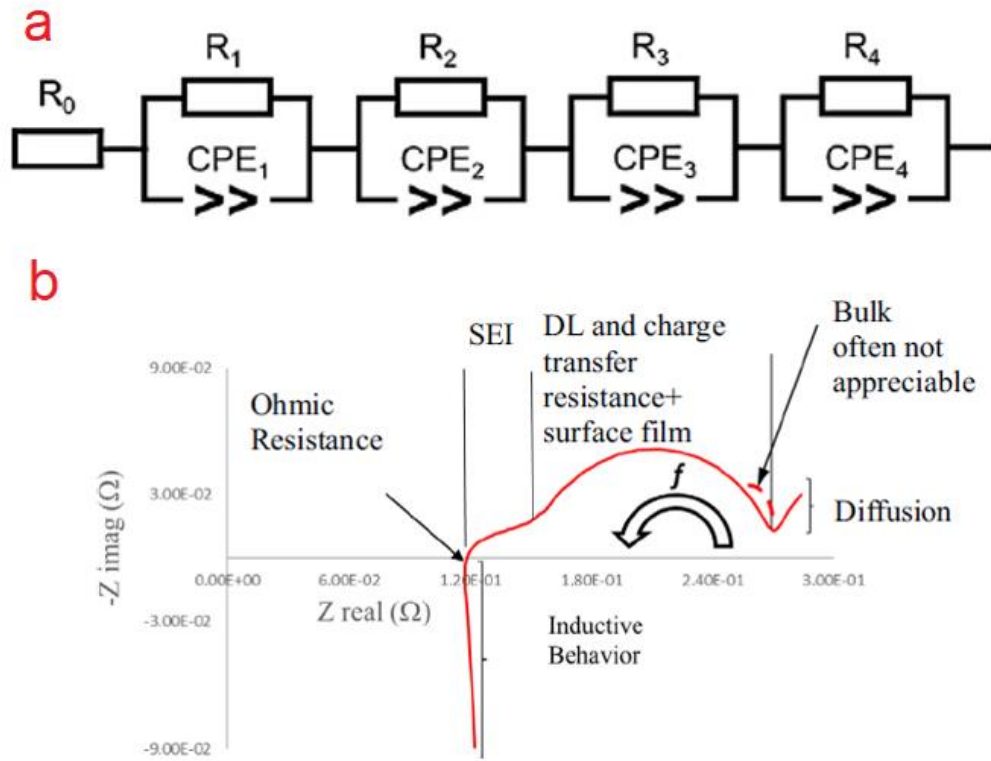 a
R₀
R₁
R₂
R₃
R₄
CPE₁
CPE₂
CPE₃
CPE₄
b
SEI
DL and charge
transfer
resistance+
surface film
Bulk
often not
appreciable
Ohmic
Resistance
f
Diffusion
Inductive
Behavior
-Z imag (Ω)
Z real (Ω)
9.00E-02
3.00E-02
0.00E+00
6.00E-02
1.20E-01
1.80E-01
2.40E-01
3.00E-01
-3.00E-02
-9.00E-02